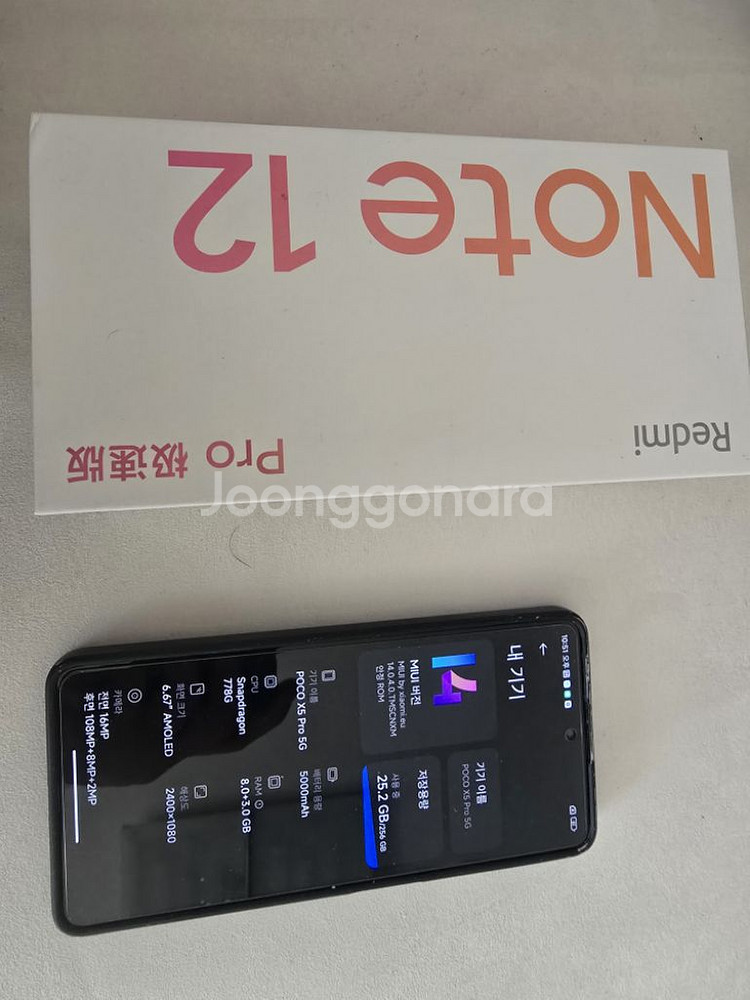 Redmi
Note 12
Pro 极速版
Joonggonara
10:51 오후
←
내 기기
MIUI 버전
MIUI by xiaomi.eu
14.0.4.0.TMSCNXM
안정 ROM
기기 이름
POCO X5 Pro 5G
저장용량
사용 중
25.2 GB/256 GB
기기 이름
POCO X5 Pro 5G
배터리 용량
5000mAh
CPU
Snapdragon
778G
RAM
8.0+3.0 GB
화면 크기
6.67" AMOLED
해상도
2400×1080
카메라
전면 16MP
후면 108MP+8MP+2MP